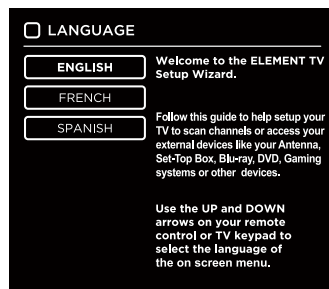 LANGUAGE
ENGLISH
FRENCH
SPANISH
Welcome to the ELEMENT TV
Setup Wizard.
Follow this guide to help setup your
TV to scan channels or access your
external devices like your Antenna,
Set-Top Box, Blu-ray, DVD, Gaming
systems or other devices.
Use the UP and DOWN
arrows on your remote
control or TV keypad to
select the language of
the on screen menu.